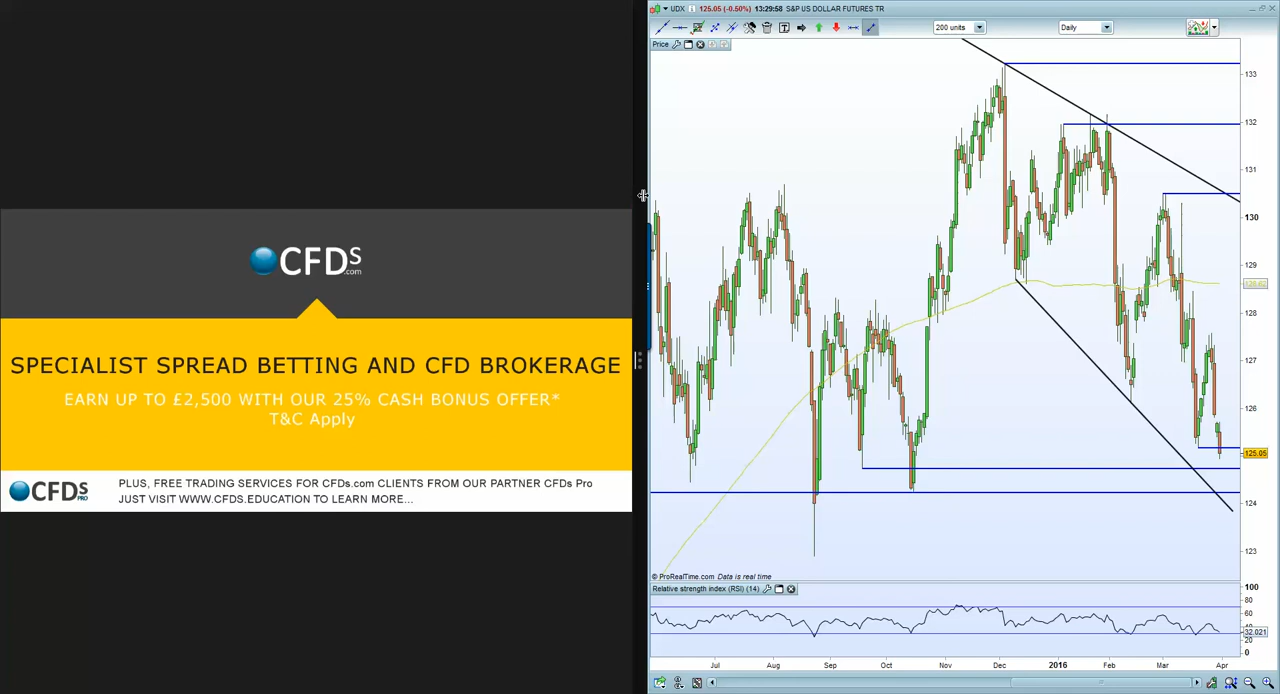 CFDs
.com
SPECIALIST SPREAD BETTING AND CFD BROKERAGE
EARN UP TO £2,500 WITH OUR 25% CASH BONUS OFFER*
T&C Apply
CFDs
PRO
PLUS, FREE TRADING SERVICES FOR CFDs.com CLIENTS FROM OUR PARTNER CFDs Pro
JUST VISIT WWW.CFDS.EDUCATION TO LEARN MORE...
UDX 125.05 (-0.50%) 13:29:58 S&P US DOLLAR FUTURES TR
200 units
Daily
Price
133
132
131
130
129
128
127
126
125.05
124
123
© ProRealTime.com Data is real time
Relative strength index (RSI) (14)
100
80
60
40
32.021
20
0
Jul Aug Sep Oct Nov Dec 2016 Feb Mar Apr